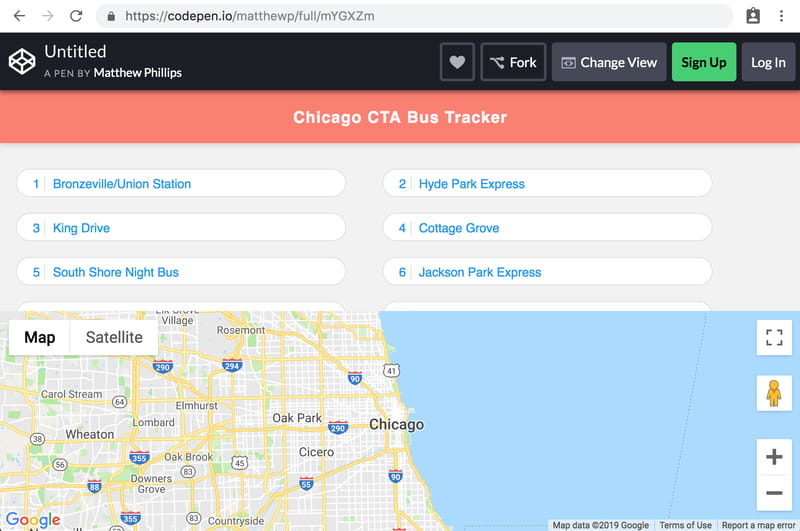 https://codepen.io/matthewp/full/mYGXZm
Untitled
A PEN BY Matthew Phillips
Fork
Change View
Sign Up
Log In
Chicago CTA Bus Tracker
1 Bronzeville/Union Station
2 Hyde Park Express
3 King Drive
4 Cottage Grove
5 South Shore Night Bus
6 Jackson Park Express
Map
Satellite
Elk Grove
Village
Rosemont
290
294
90
41
Carol Stream
64
Elmhurst
Oak Park
Lombard
290
Chicago
38
Wheaton
Cicero
355
Oak Brook
45
56
83
Downers
Grove
88
55
90
355
83
Countryside
Google
Map data ©2019 Google
Terms of Use
Report a map error